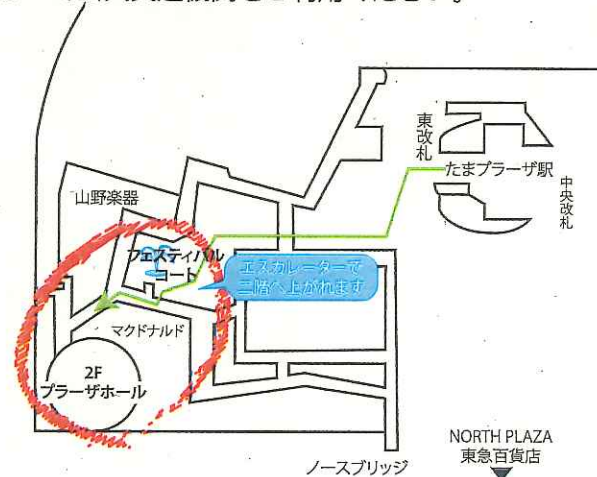 東改札
たまプラーザ駅
中央改札
山野楽器
フェスティバル
コート
エスカレーターで
二階へ上がれます
マクドナルド
2F
プラーザホール
NORTH PLAZA
東急百貨店
ノースブリッジ